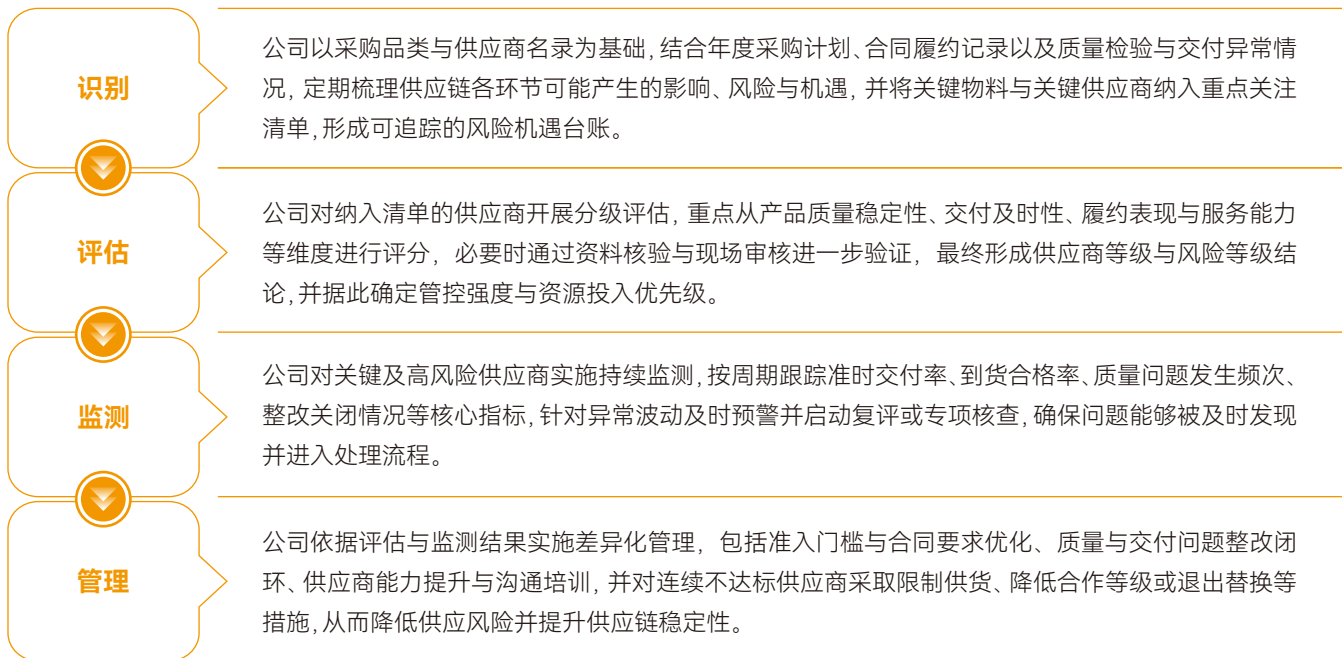 识别
公司以采购品类与供应商名录为基础,结合年度采购计划、合同履约记录以及质量检验与交付异常情
况,定期梳理供应链各环节可能产生的影响、风险与机遇,并将关键物料与关键供应商纳入重点关注
清单,形成可追踪的风险机遇台账。
评估
公司对纳入清单的供应商开展分级评估,重点从产品质量稳定性、交付及时性、履约表现与服务能力
等维度进行评分,必要时通过资料核验与现场审核进一步验证,最终形成供应商等级与风险等级结
论,并据此确定管控强度与资源投入优先级。
监测
公司对关键及高风险供应商实施持续监测,按周期跟踪准时交付率、到货合格率、质量问题发生频次、
整改关闭情况等核心指标,针对异常波动及时预警并启动复评或专项核查,确保问题能够被及时发现
并进入处理流程。
管理
公司依据评估与监测结果实施差异化管理,包括准入门槛与合同要求优化、质量与交付问题整改闭
环、供应商能力提升与沟通培训,并对连续不达标供应商采取限制供货、降低合作等级或退出替换等
措施,从而降低供应风险并提升供应链稳定性。